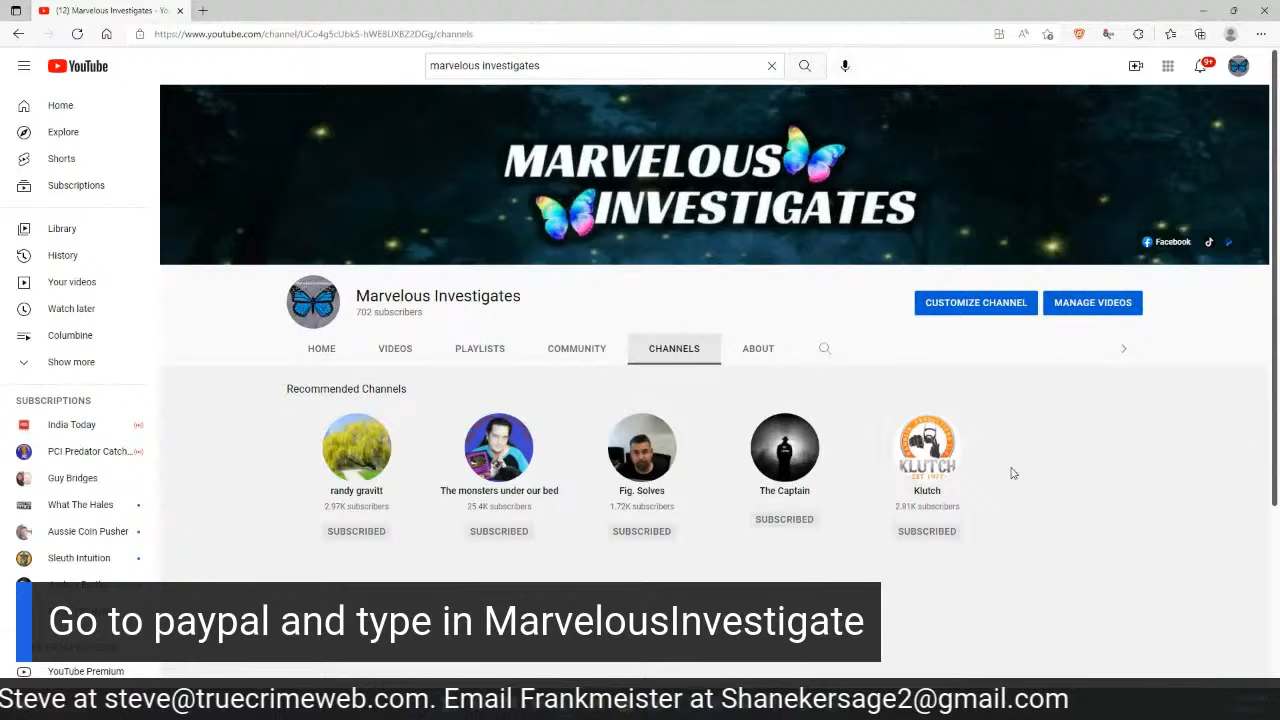 (12) Marvelous Investigates - Yo
https://www.youtube.com/channel/UCo4g5cUbk5-hWE8UXBZ2DGg/channels
YouTube
marvelous investigates
9+
Home
Explore
Shorts
Subscriptions
Library
History
Your videos
Watch later
Columbine
Show more
SUBSCRIPTIONS
India Today
PCI Predator Catch...
Guy Bridges
What The Hales
Aussie Coin Pusher
Sleuth Intuition
YouTube Premium
MARVELOUS
INVESTIGATES
Facebook
Marvelous Investigates
702 subscribers
CUSTOMIZE CHANNEL
MANAGE VIDEOS
HOME VIDEOS PLAYLISTS COMMUNITY CHANNELS ABOUT
Recommended Channels
KLUTCH
EST 1977
randy gravitt
2.97K subscribers
SUBSCRIBED
The monsters under our bed
25.4K subscribers
SUBSCRIBED
Fig. Solves
1.72K subscribers
SUBSCRIBED
The Captain
SUBSCRIBED
Klutch
2.81K subscribers
SUBSCRIBED
Go to paypal and type in MarvelousInvestigate
Steve at steve@truecrimeweb.com. Email Frankmeister at Shanekersage2@gmail.com